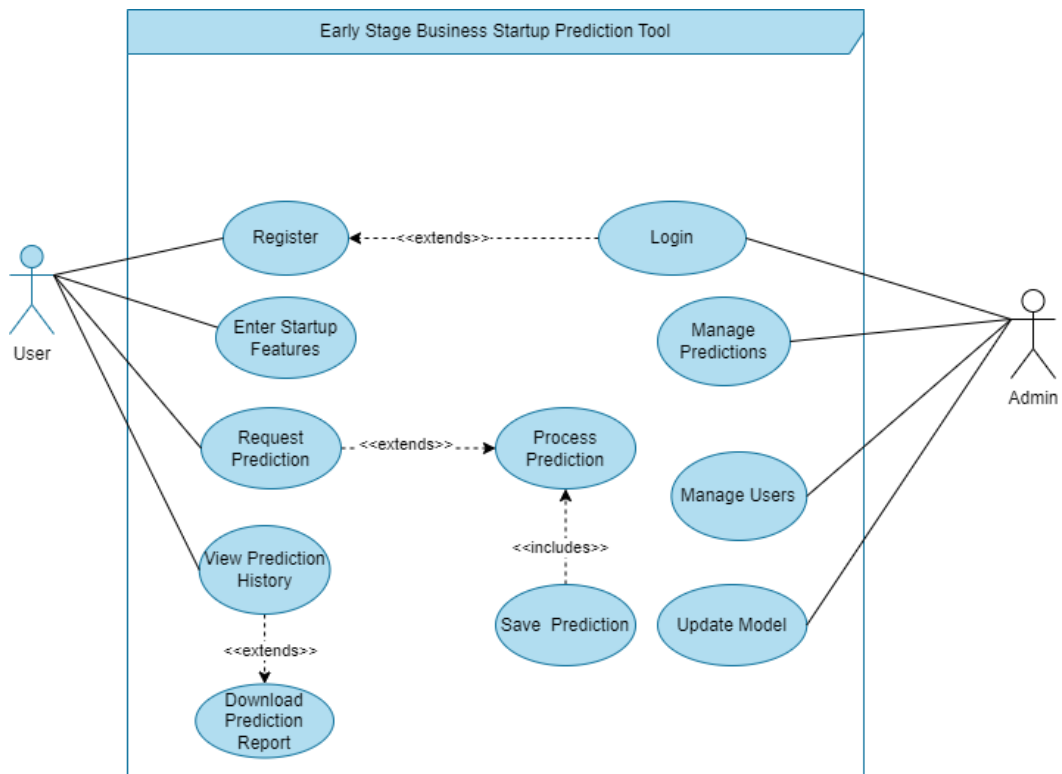 Early Stage Business Startup Prediction Tool
Register
<<extends>>
Login
User
Enter Startup
Features
Manage
Predictions
Admin
Request
Prediction
<<extends>>
Process
Prediction
Manage Users
View Prediction
History
<<includes>>
Save Prediction
Update Model
<<extends>>
Download
Prediction
Report